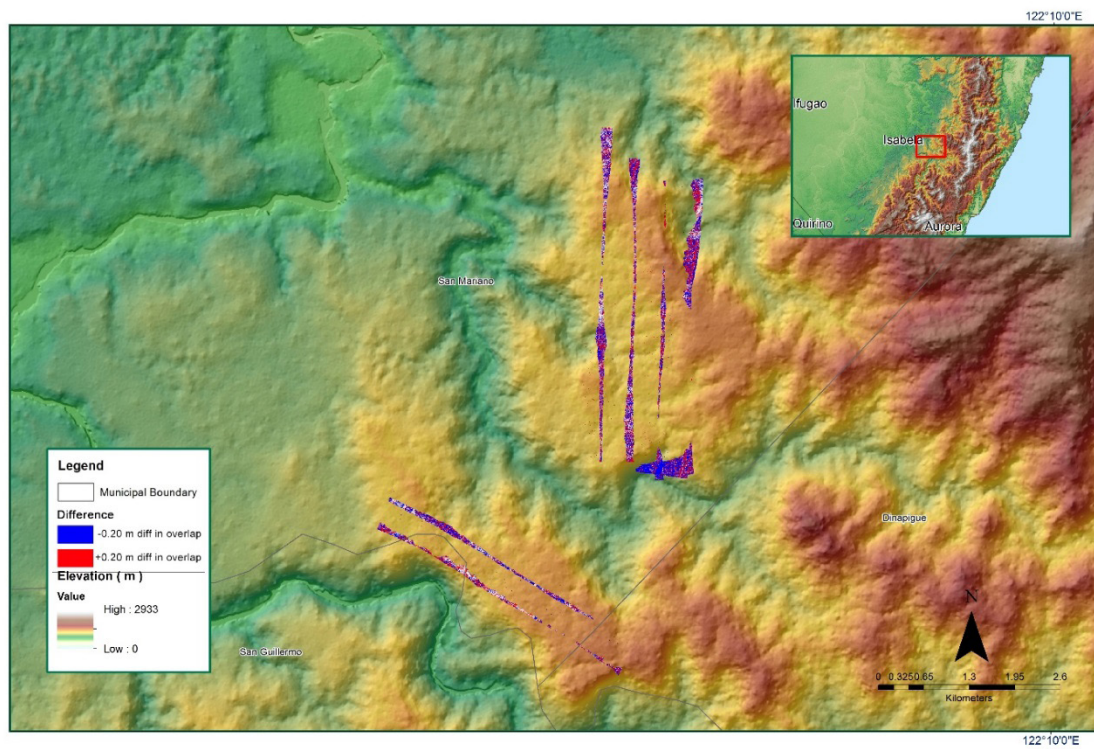 122°10'0"E
Ifugao
Isabela
Quirino
Aurora
San Mariano
Legend
Municipal Boundary
Difference
-0.20 m diff in overlap
+0.20 m diff in overlap
Elevation ( m )
Value
High : 2933
Low : 0
Dinapigue
San Guillermo
N
0 0.3250.65 1.3 1.95 2.6
Kilometers
122°10'0"E